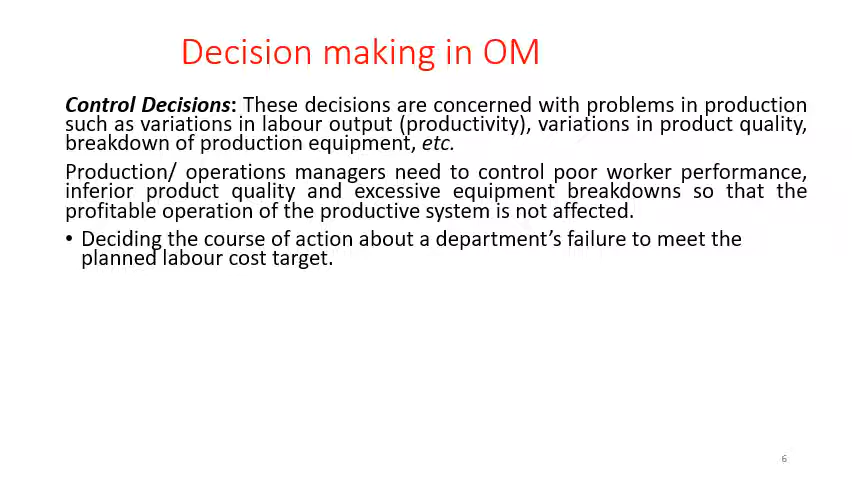 Decision making in OM
Control Decisions: These decisions are concerned with problems in production
such as variations in labour output (productivity), variations in product quality,
breakdown of production equipment, etc.
Production/ operations managers need to control poor worker performance,
inferior product quality and excessive equipment breakdowns so that the
profitable operation of the productive system is not affected.
• Deciding the course of action about a department’s failure to meet the
planned labour cost target.
6